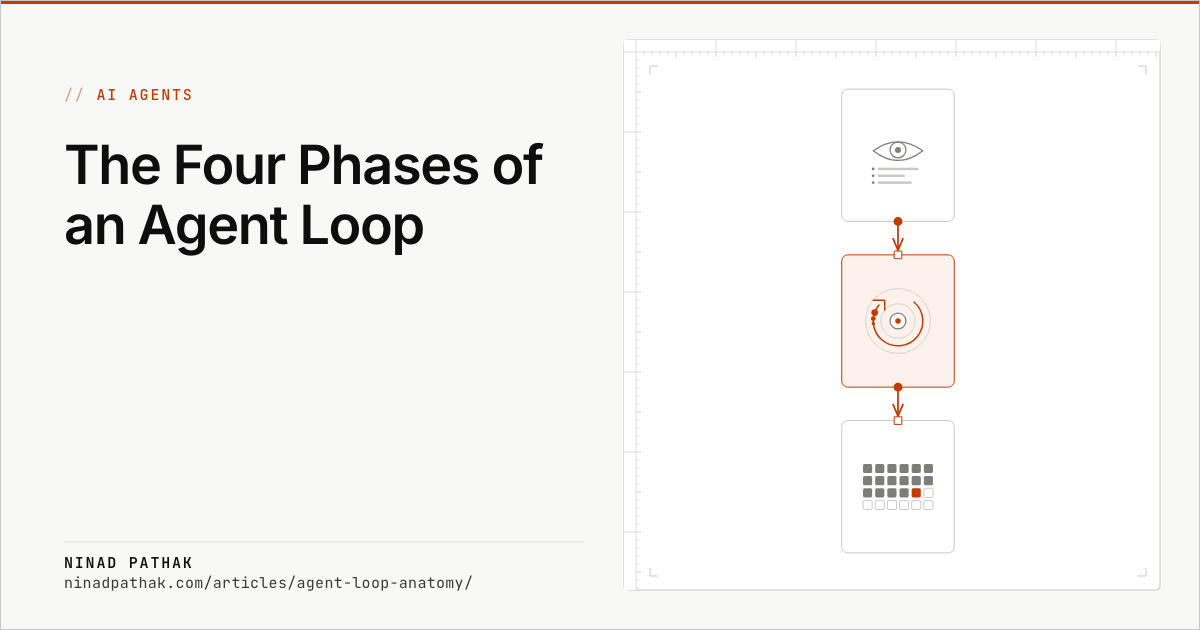 // AI AGENTS
The Four Phases of
an Agent Loop
NINAD PATHAK
ninadpathak.com/articles/agent-loop-anatomy/